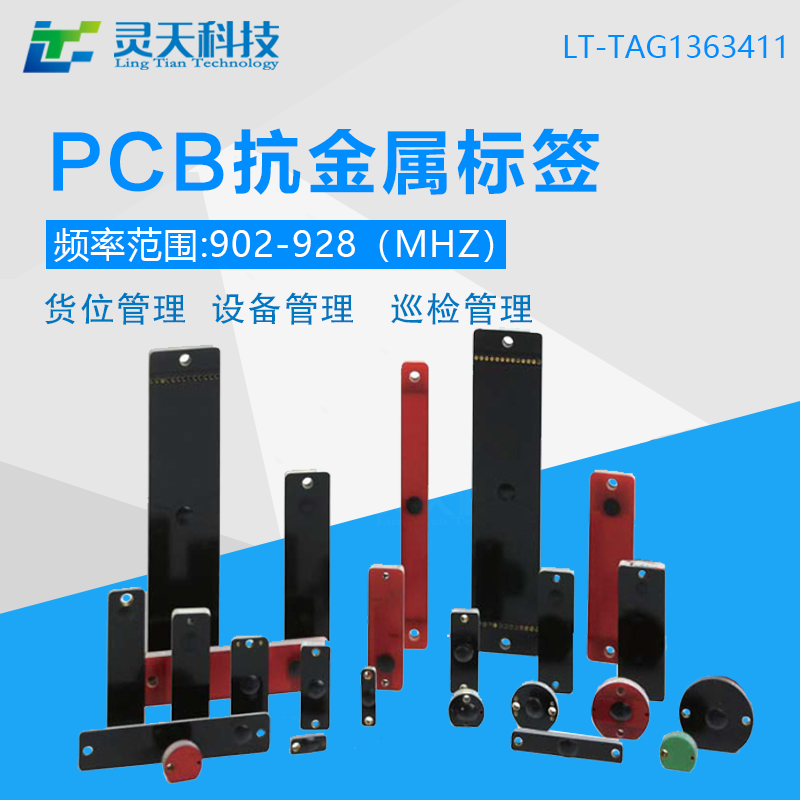 灵天科技
Ling Tian Technology
LT-TAG1363411
PCB抗金属标签
频率范围:902-928（MHZ）
货位管理 设备管理 巡检管理